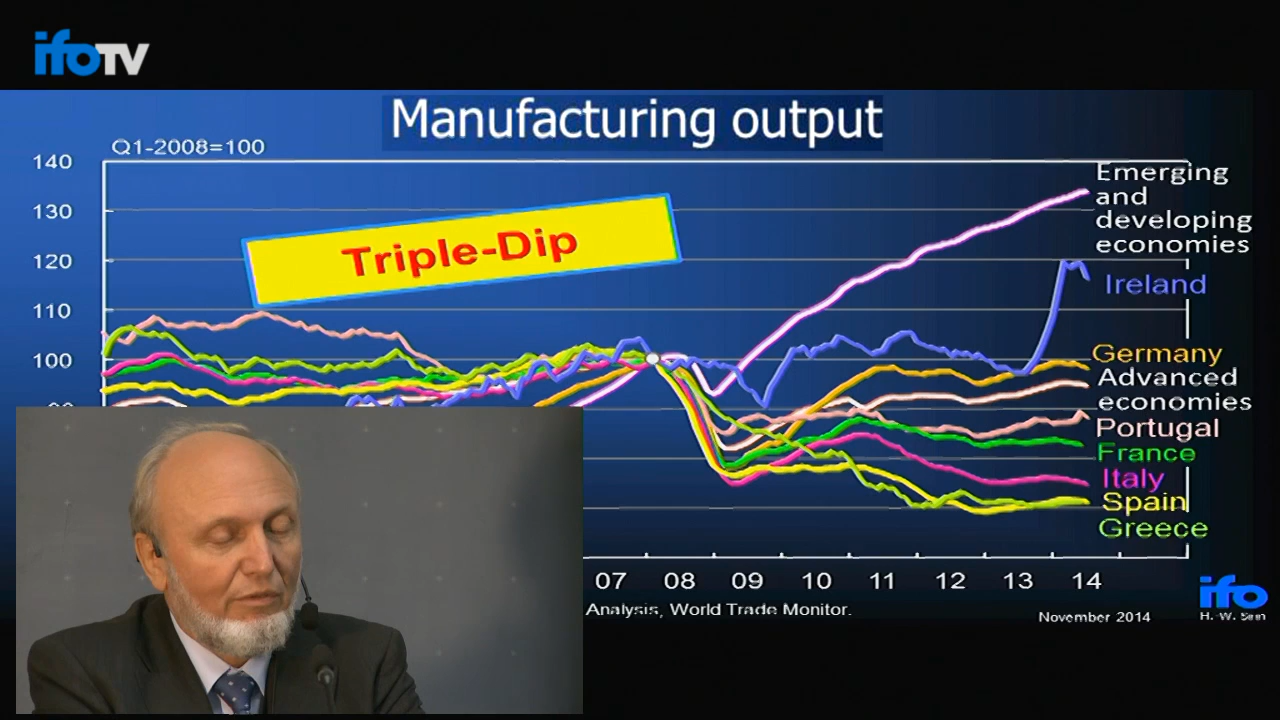 ifo TV
Manufacturing output
Q1-2008=100
140
130
120
110
100
Triple-Dip
Emerging
and
developing
economies
Ireland
Germany
Advanced
economies
Portugal
France
Italy
Spain
Greece
07 08 09 10 11 12 13 14
Analysis, World Trade Monitor.
November 2014
ifo
H.-W. Sinn